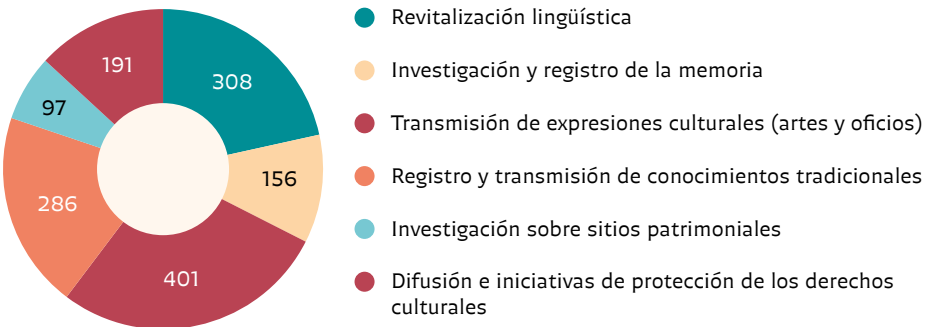 191
308
97
156
286
401
Revitalización lingüística
Investigación y registro de la memoria
Transmisión de expresiones culturales (artes y oficios)
Registro y transmisión de conocimientos tradicionales
Investigación sobre sitios patrimoniales
Difusión e iniciativas de protección de los derechos
culturales